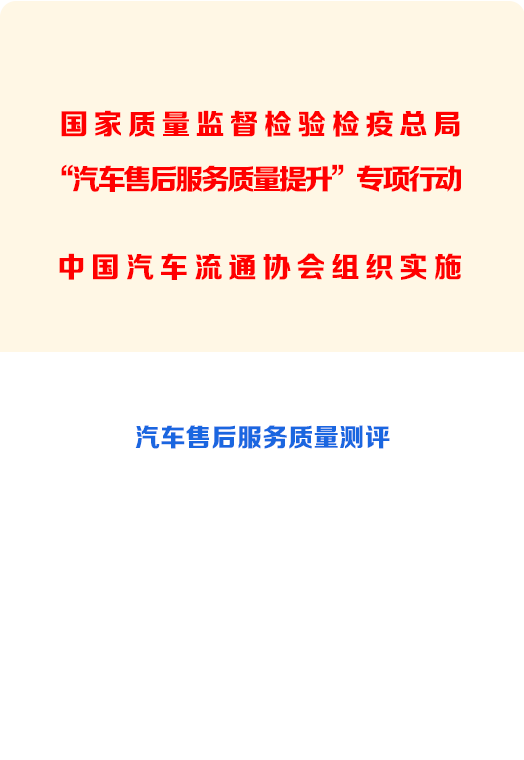 国家质量监督检验检疫总局
“汽车售后服务质量提升”专项行动
中国汽车流通协会组织实施
汽车售后服务质量测评